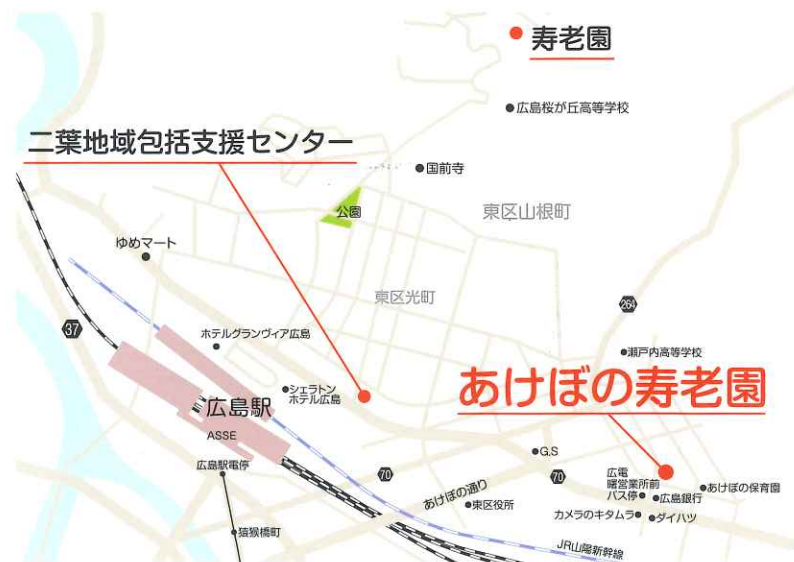 寿老園
広島桜が丘高等学校
二葉地域包括支援センター
国前寺
公園
東区山根町
ゆめマート
東区光町
264
37
ホテルグランヴィア広島
瀬戸内高等学校
シェラトン
ホテル広島
あけぼの寿老園
広島駅
ASSE
G.S
広島駅電停
70
70
広電
曙営業所前
バス停
広島銀行
あけぼの保育園
あけぼの通り
東区役所
カメラのキタムラ
ダイハツ
猿猴橋町
JR山陽新幹線